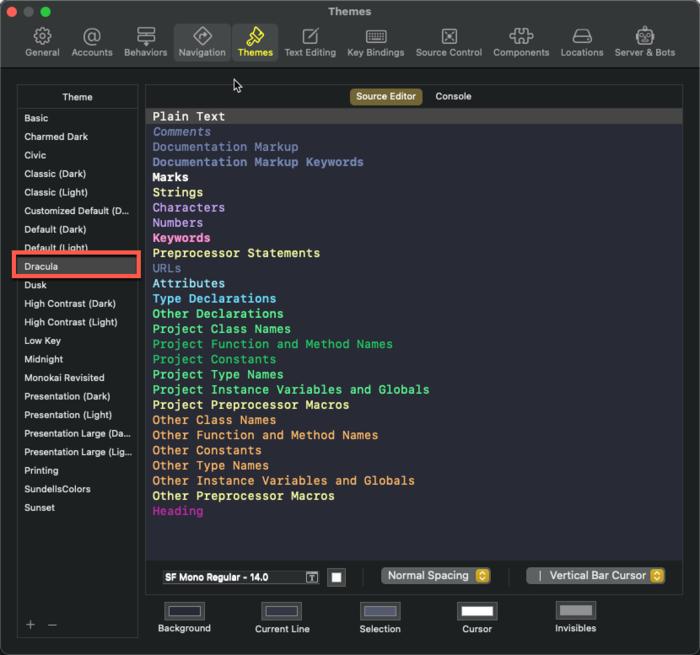 Themes
General
Accounts
Behaviors
Navigation
Themes
Text Editing
Key Bindings
Source Control
Components
Locations
Server & Bots
Theme
Basic
Charmed Dark
Civic
Classic (Dark)
Classic (Light)
Customized Default (D...
Default (Dark)
Default (Light)
Dracula
Dusk
High Contrast (Dark)
High Contrast (Light)
Low Key
Midnight
Monokai Revisited
Presentation (Dark)
Presentation (Light)
Presentation Large (Da...
Presentation Large (Lig...
Printing
SundellsColors
Sunset
Source Editor
Console
Plain Text
Comments
Documentation Markup
Documentation Markup Keywords
Marks
Strings
Characters
Numbers
Keywords
Preprocessor Statements
URLs
Attributes
Type Declarations
Other Declarations
Project Class Names
Project Function and Method Names
Project Constants
Project Type Names
Project Instance Variables and Globals
Project Preprocessor Macros
Other Class Names
Other Function and Method Names
Other Constants
Other Type Names
Other Instance Variables and Globals
Other Preprocessor Macros
Heading
SF Mono Regular - 14.0
Normal Spacing
Vertical Bar Cursor
Background
Current Line
Selection
Cursor
Invisibles